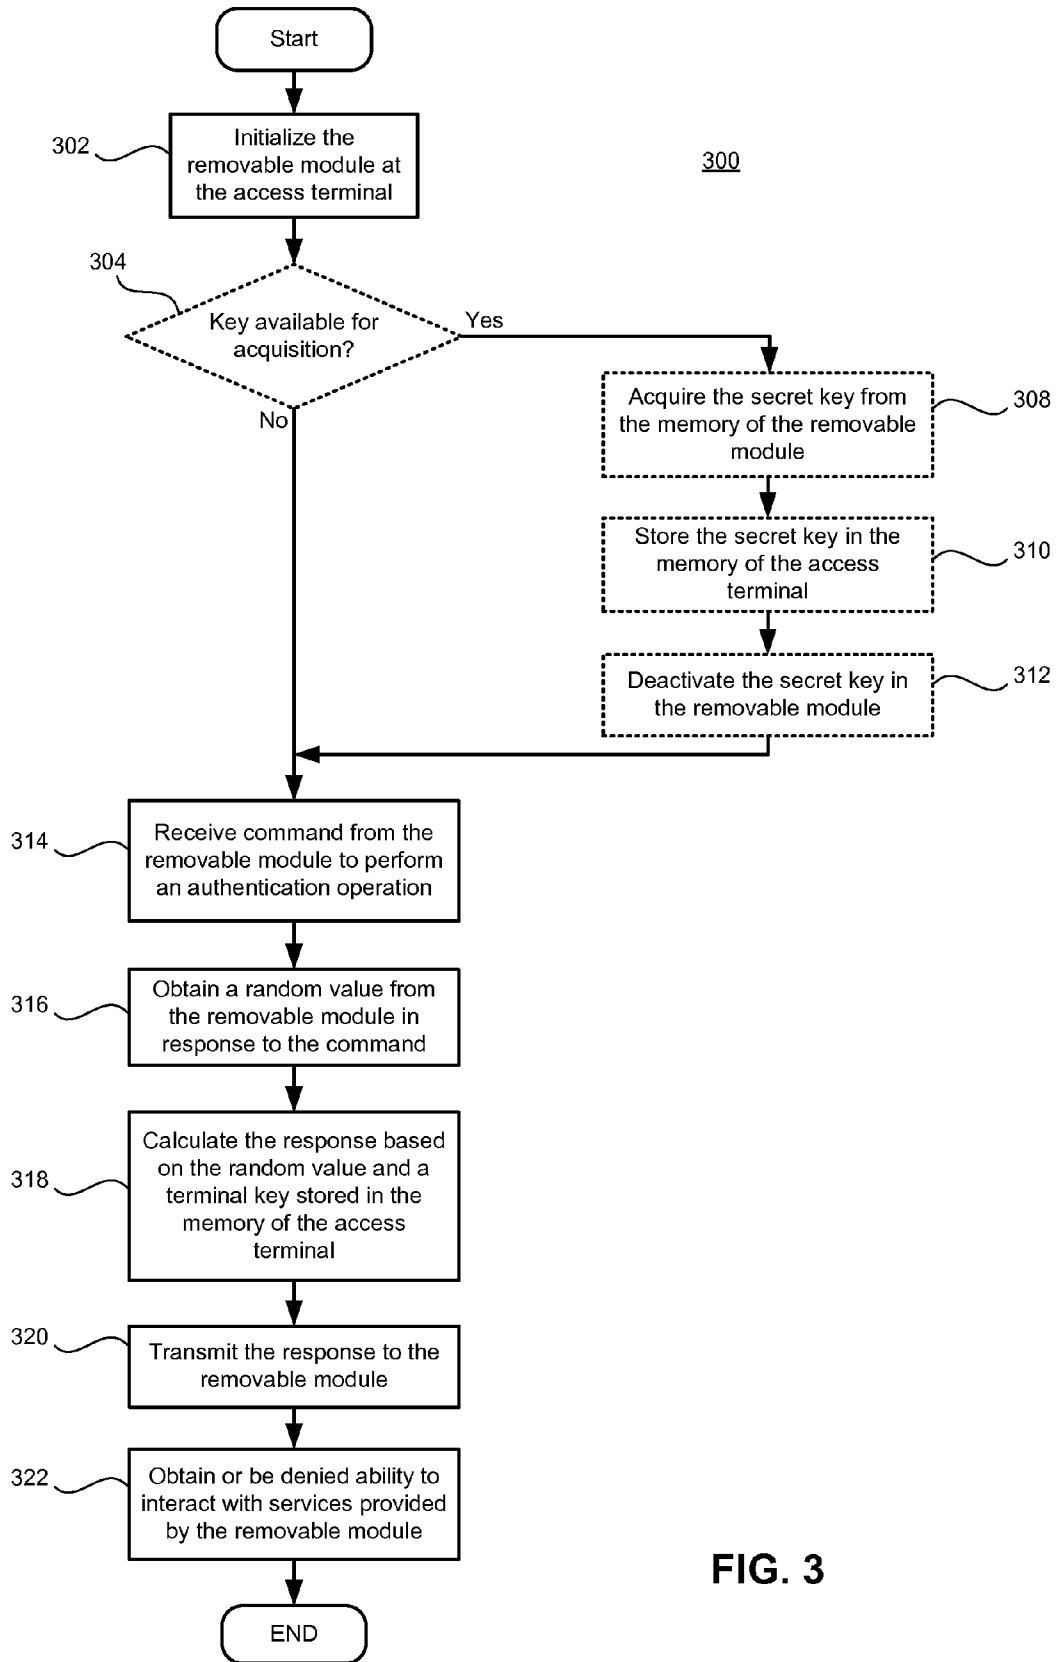 Start
302
Initialize the
removable module at
the access terminal
300
304
Key available for
acquisition?
Yes
No
Acquire the secret key from
the memory of the removable
module
308
Store the secret key in the
memory of the access
terminal
310
Deactivate the secret key in
the removable module
312
314
Receive command from the
removable module to perform
an authentication operation
316
Obtain a random value from
the removable module in
response to the command
318
Calculate the response based
on the random value and a
terminal key stored in the
memory of the access
terminal
320
Transmit the response to the
removable module
322
Obtain or be denied ability to
interact with services provided
by the removable module
END
FIG. 3